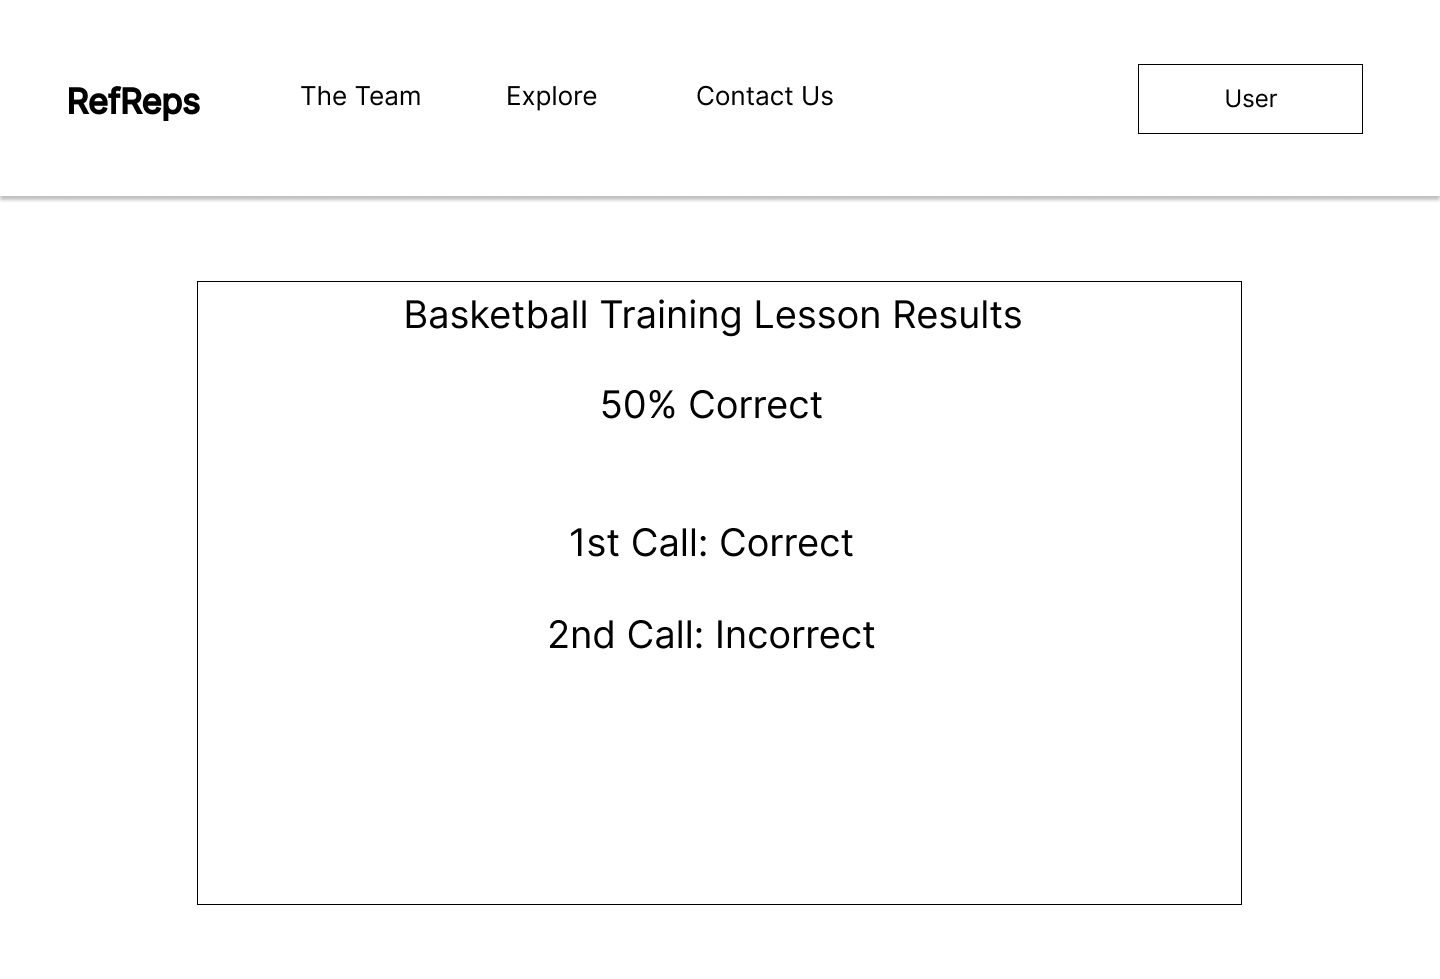 RefReps
The Team
Explore
Contact Us
User
Basketball Training Lesson Results
50% Correct
1st Call: Correct
2nd Call: Incorrect